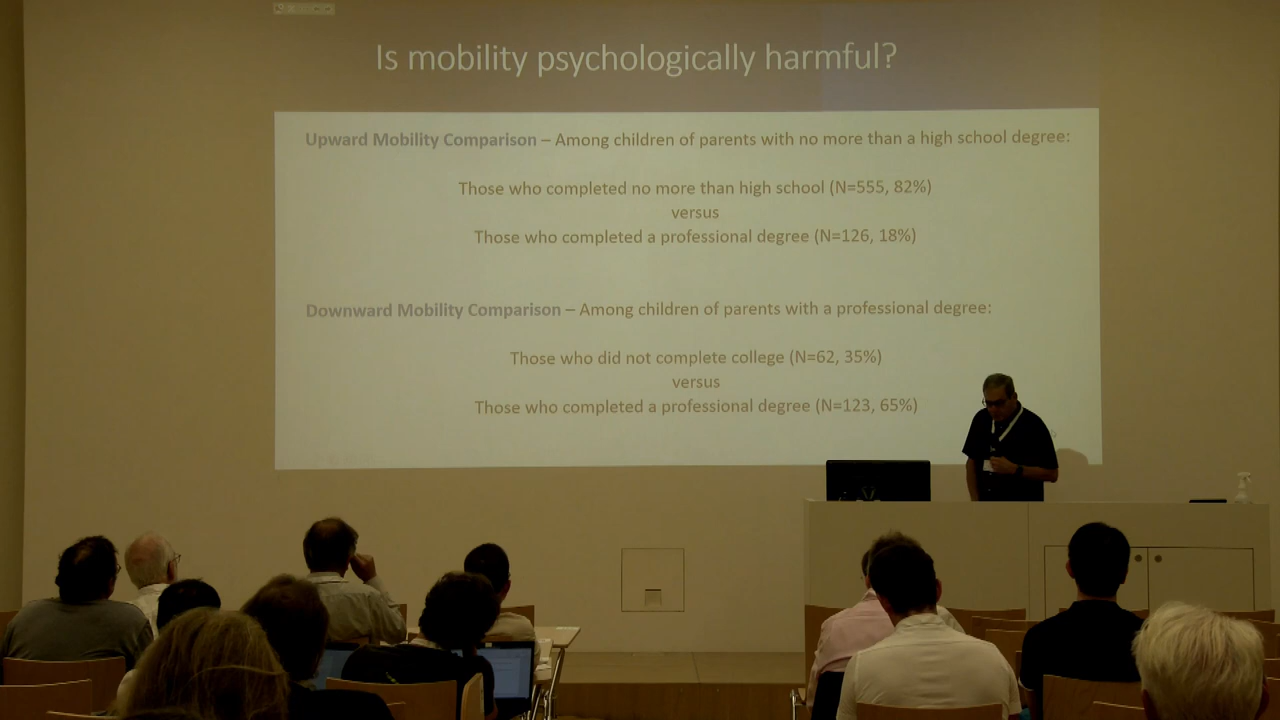 Is mobility psychologically harmful?
Upward Mobility Comparison – Among children of parents with no more than a high school degree:
Those who completed no more than high school (N=555, 82%)
versus
Those who completed a professional degree (N=126, 18%)
Downward Mobility Comparison – Among children of parents with a professional degree:
Those who did not complete college (N=62, 35%)
versus
Those who completed a professional degree (N=123, 65%)